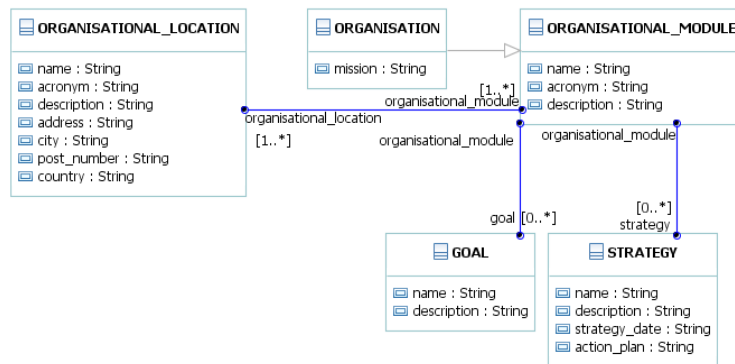 ORGANISATIONAL_LOCATION
name : String
acronym : String
description : String
address : String
city : String
post_number : String
country : String
ORGANISATION
mission : String
ORGANISATIONAL_MODULE
name : String
acronym : String
description : String
[1..*]
organisational_module
organisational_location
[1..*]
organisational_module
organisational_module
goal [0..*]
[0..*]
strategy
GOAL
name : String
description : String
STRATEGY
name : String
description : String
strategy_date : String
action_plan : String